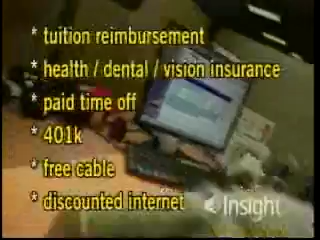 * tuition reimbursement
* health / dental / vision insurance
* paid time off
* 401k
* free cable
* discounted internet
Insight